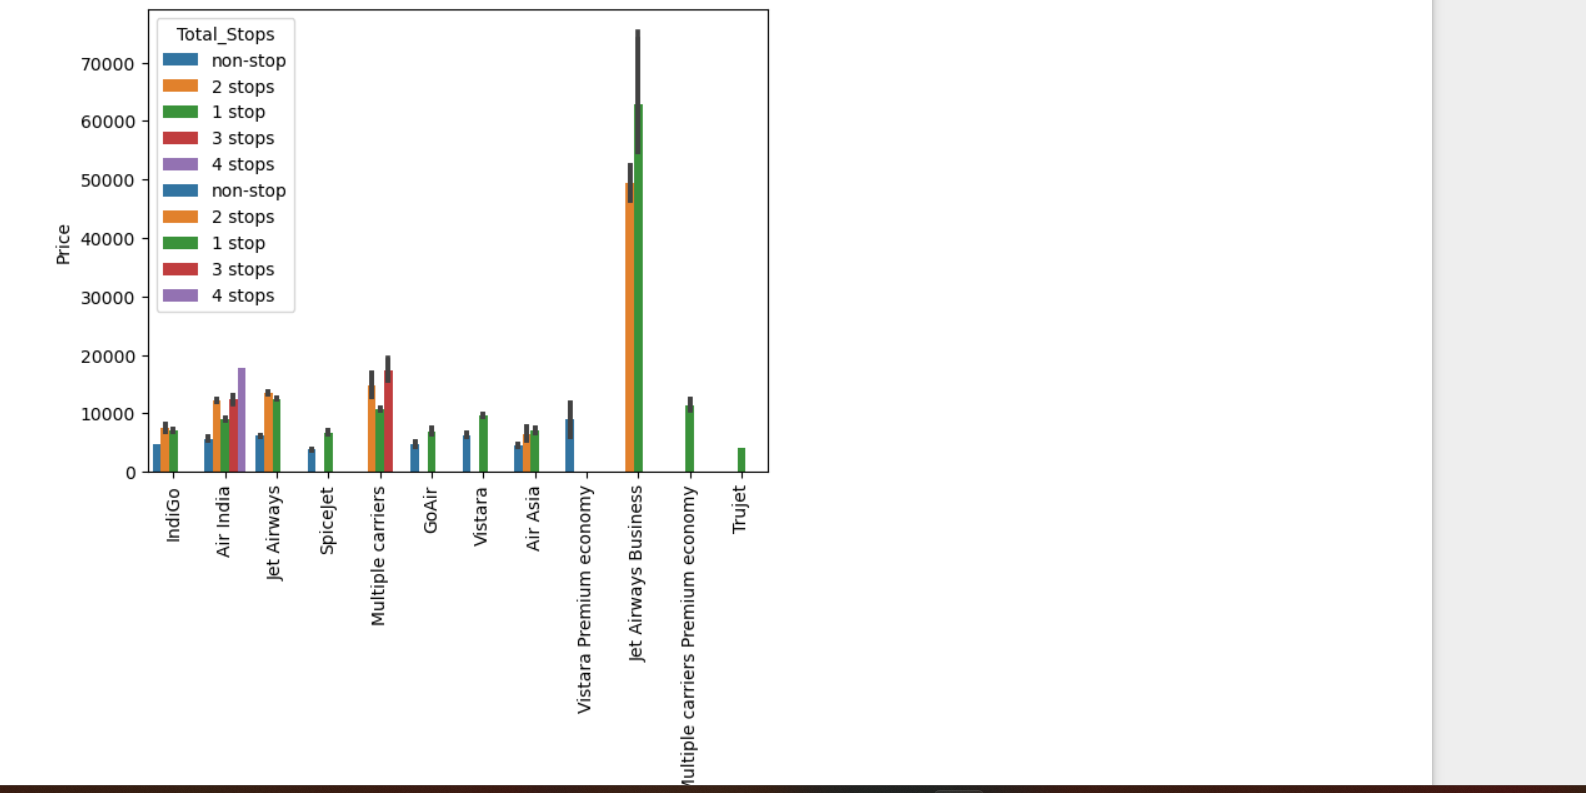 Total_Stops
non-stop
2 stops
1 stop
3 stops
4 stops
non-stop
2 stops
1 stop
3 stops
4 stops
70000
60000
50000
40000
30000
20000
10000
0
Price
IndiGo
Air India
Jet Airways
SpiceJet
Multiple carriers
GoAir
Vistara
Air Asia
Vistara Premium economy
Jet Airways Business
Multiple carriers Premium economy
Trujet